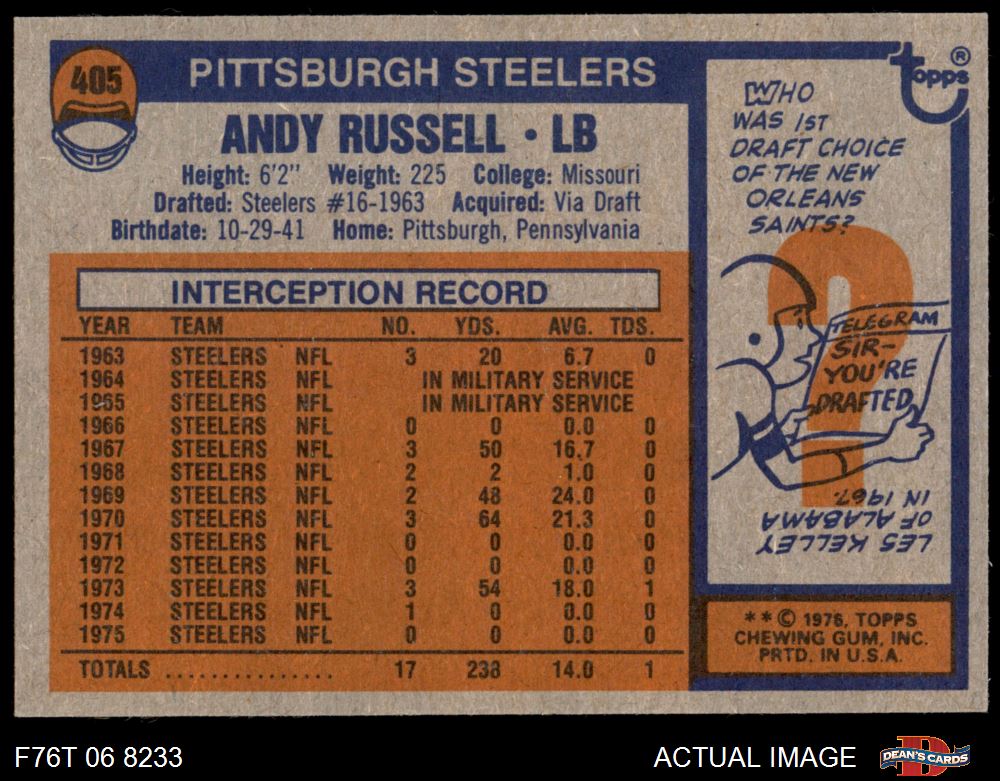 405
PITTSBURGH STEELERS
ANDY RUSSELL • LB
Height: 6'2" Weight: 225 College: Missouri
Drafted: Steelers #16-1963 Acquired: Via Draft
Birthdate: 10-29-41 Home: Pittsburgh, Pennsylvania
INTERCEPTION RECORD
YEAR TEAM NO. YDS. AVG. TDS.
1963 STEELERS NFL 3 20 6.7 0
1964 STEELERS NFL IN MILITARY SERVICE
1965 STEELERS NFL IN MILITARY SERVICE
1966 STEELERS NFL 0 0 0.0 0
1967 STEELERS NFL 3 50 16.7 0
1968 STEELERS NFL 2 2 1.0 0
1969 STEELERS NFL 2 48 24.0 0
1970 STEELERS NFL 3 64 21.3 0
1971 STEELERS NFL 0 0 0.0 0
1972 STEELERS NFL 0 0 0.0 0
1973 STEELERS NFL 3 54 18.0 1
1974 STEELERS NFL 1 0 0.0 0
1975 STEELERS NFL 0 0 0.0 0
TOTALS ............... 17 238 14.0 1
topps®
WHO
WAS 1ST
DRAFT CHOICE
OF THE NEW
ORLEANS
SAINTS?
?
TELEGRAM
SIR-
YOU'RE
DRAFTED
LES KELLEY
OF ALABAMA
IN 1967.
**© 1976, TOPPS
CHEWING GUM, INC.
PRTD. IN U.S.A.
F76T 06 8233
ACTUAL IMAGE
D
DEAN'S CARDS